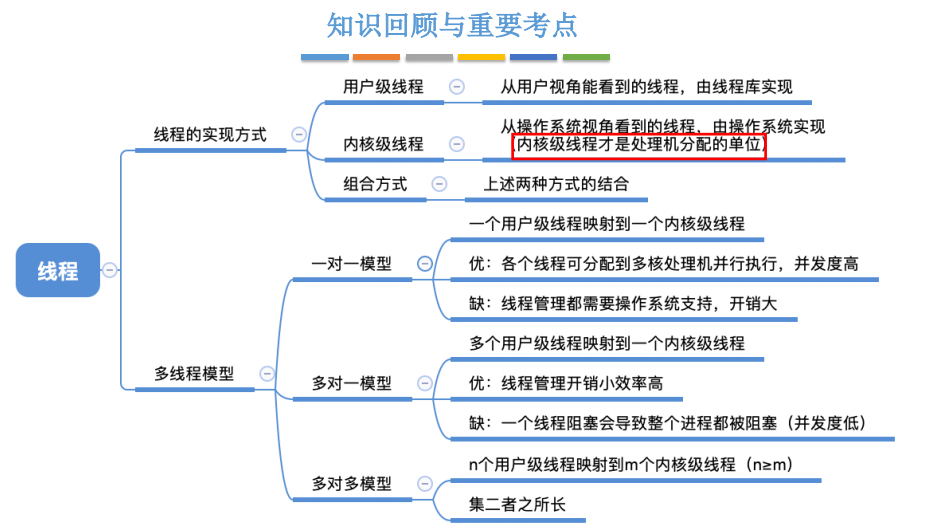 知识回顾与重要考点
线程
线程的实现方式
用户级线程
从用户视角能看到的线程，由线程库实现
内核级线程
从操作系统视角看到的线程，由操作系统实现
（内核级线程才是处理机分配的单位）
组合方式
上述两种方式的结合
多线程模型
一对一模型
一个用户级线程映射到一个内核级线程
优：各个线程可分配到多核处理机并行执行，并发度高
缺：线程管理都需要操作系统支持，开销大
多对一模型
多个用户级线程映射到一个内核级线程
优：线程管理开销小效率高
缺：一个线程阻塞会导致整个进程都被阻塞（并发度低）
多对多模型
n个用户级线程映射到m个内核级线程（n≥m）
集二者之所长